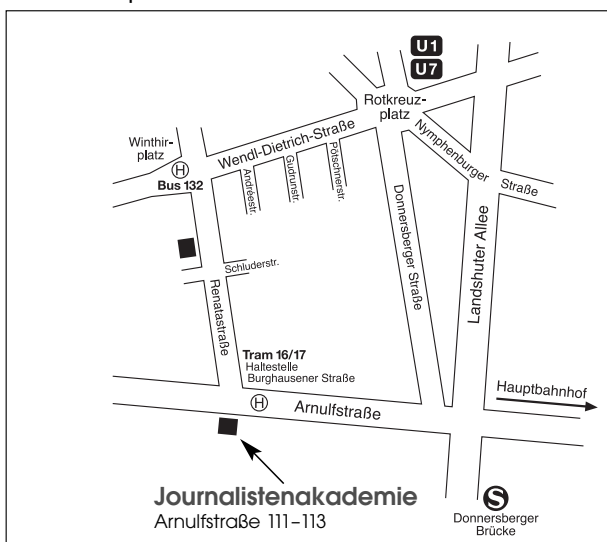 U1
U7
Rotkreuz-
platz
Winthir-
platz
H
Bus 132
Wendl-Dietrich-Straße
Andréestr.
Gudrunstr.
Pötschnerstr.
Nymphenburger
Straße
Donnersberger Straße
Landshuter Allee
Schluderstr.
Renatastraße
Tram 16/17
Haltestelle
Burghausener Straße
H
Arnulfstraße
Hauptbahnhof
Journalistenakademie
Arnulfstraße 111–113
S
Donnersberger
Brücke